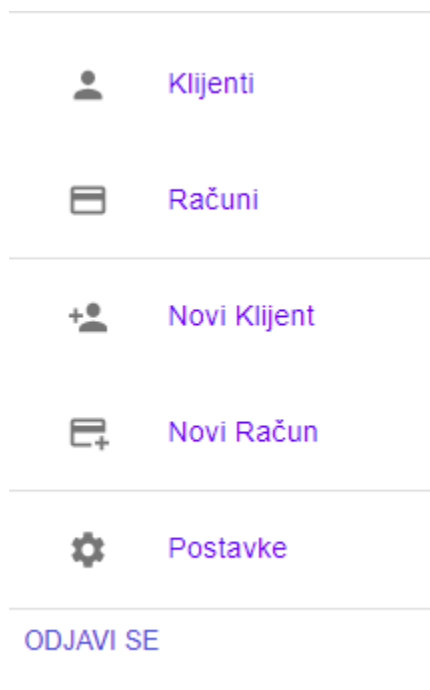 Klijenti
Računi
Novi Klijent
Novi Račun
Postavke
ODJAVI SE